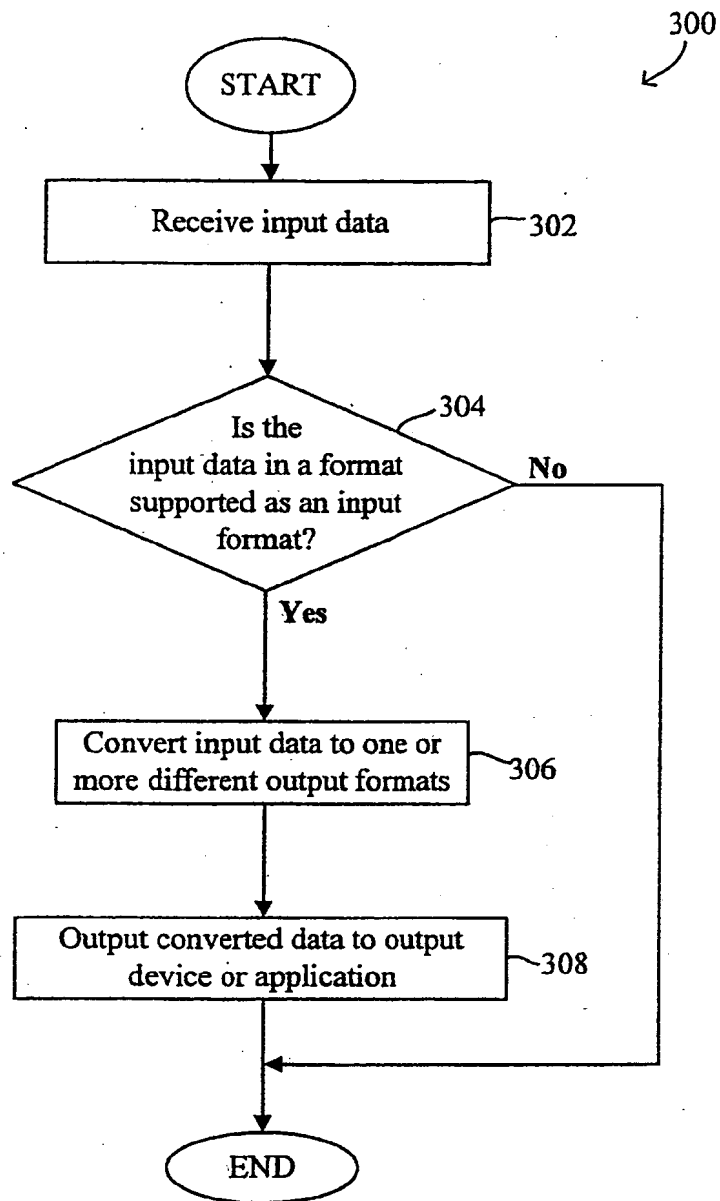 300
START
Receive input data
302
304
Is the
input data in a format
supported as an input
format?
No
Yes
Convert input data to one or
more different output formats
306
Output converted data to output
device or application
308
END